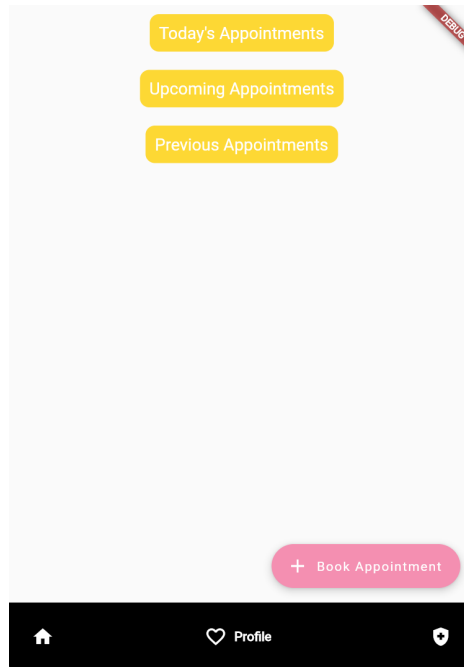 DEBUG
Today's Appointments
Upcoming Appointments
Previous Appointments
Book Appointment
Profile